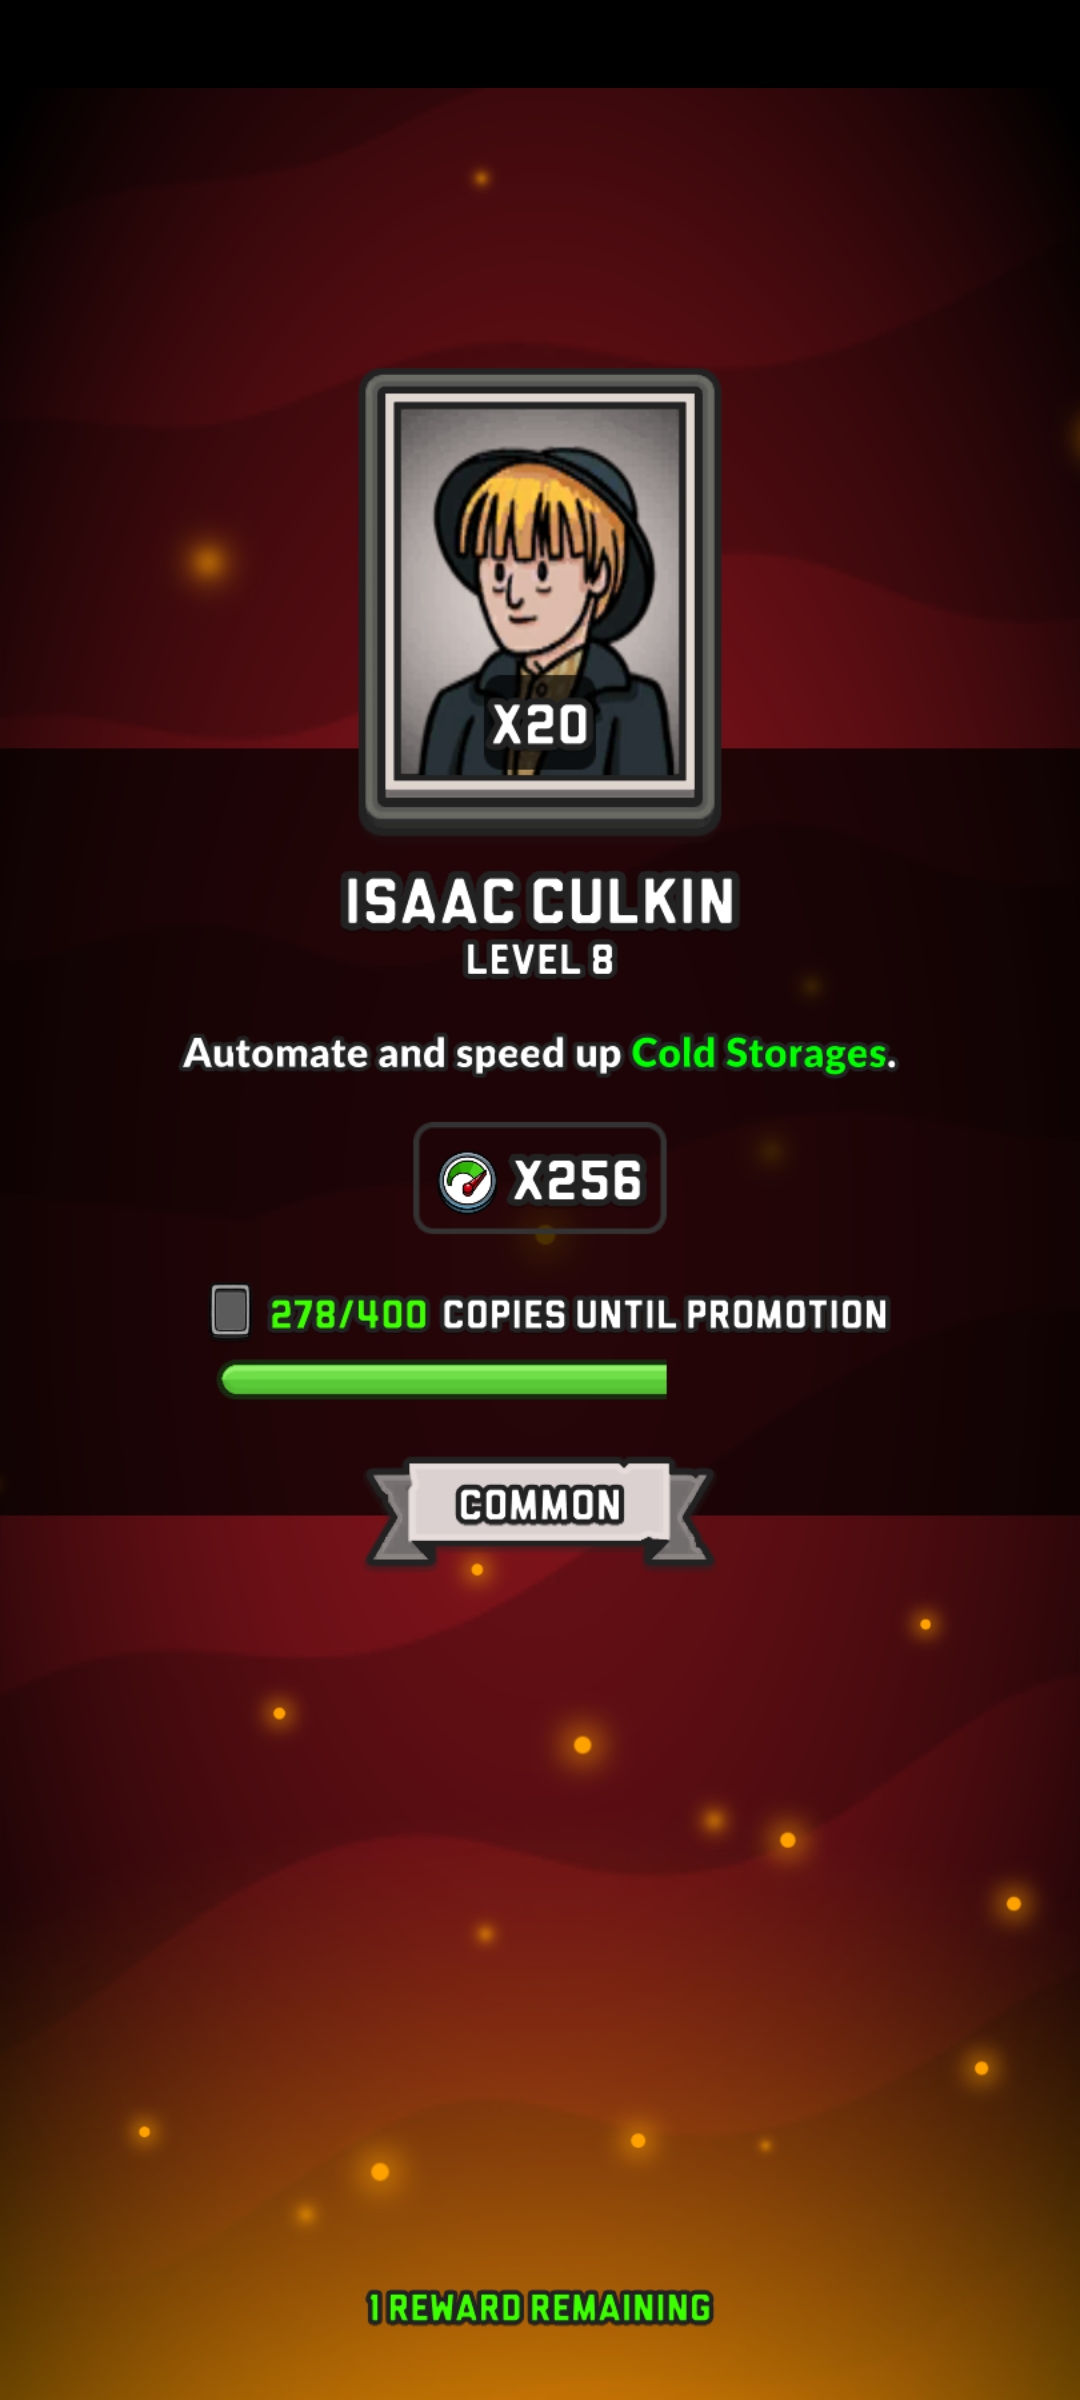 X20
ISAAC CULKIN
LEVEL 8
Automate and speed up Cold Storages.
X256
278/400 COPIES UNTIL PROMOTION
COMMON
1 REWARD REMAINING